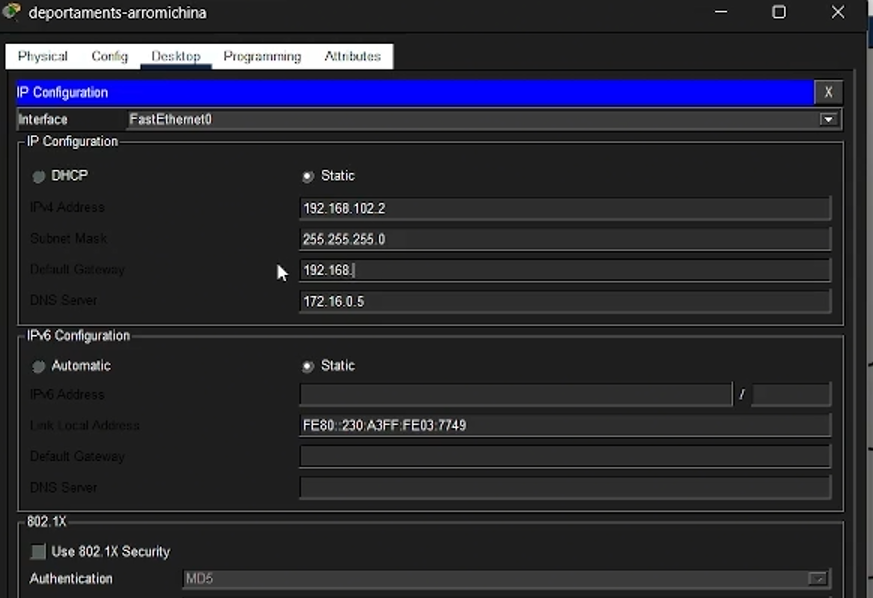 deportaments-arromichina
Physical Config Desktop Programming Attributes
IP Configuration X
Interface FastEthernet0
IP Configuration
DHCP Static
IPv4 Address 192.168.102.2
Subnet Mask 255.255.255.0
Default Gateway 192.168.
DNS Server 172.16.0.5
IPv6 Configuration
Automatic Static
IPv6 Address /
Link Local Address FE80::230:A3FF:FE03:7749
Default Gateway
DNS Server
802.1X
Use 802.1X Security
Authentication MD5